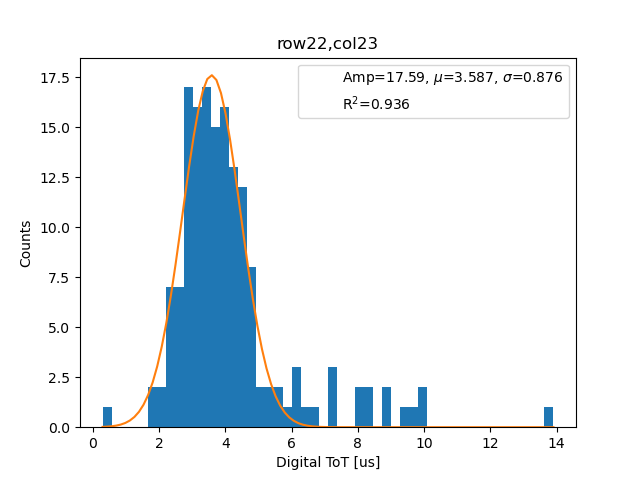 row22,col23
Amp=17.59, μ=3.587, σ=0.876
R²=0.936
17.5
15.0
12.5
10.0
7.5
5.0
2.5
0.0
Counts
0 2 4 6 8 10 12 14
Digital ToT [us]